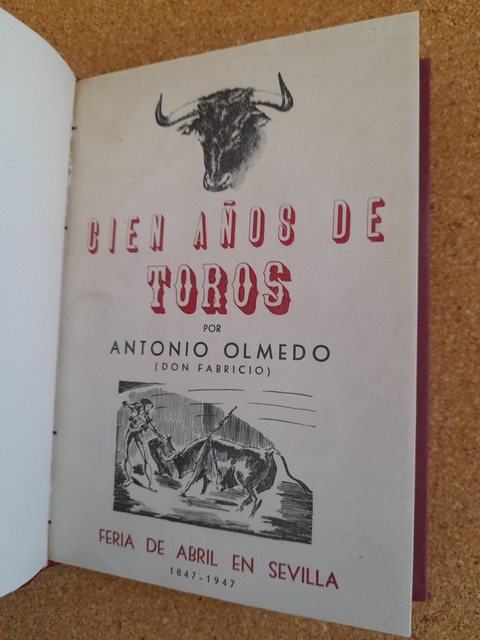 CIEN AÑOS DE
TOROS
POR
ANTONIO OLMEDO
(DON FABRICIO)
FERIA DE ABRIL EN SEVILLA
1847-1947